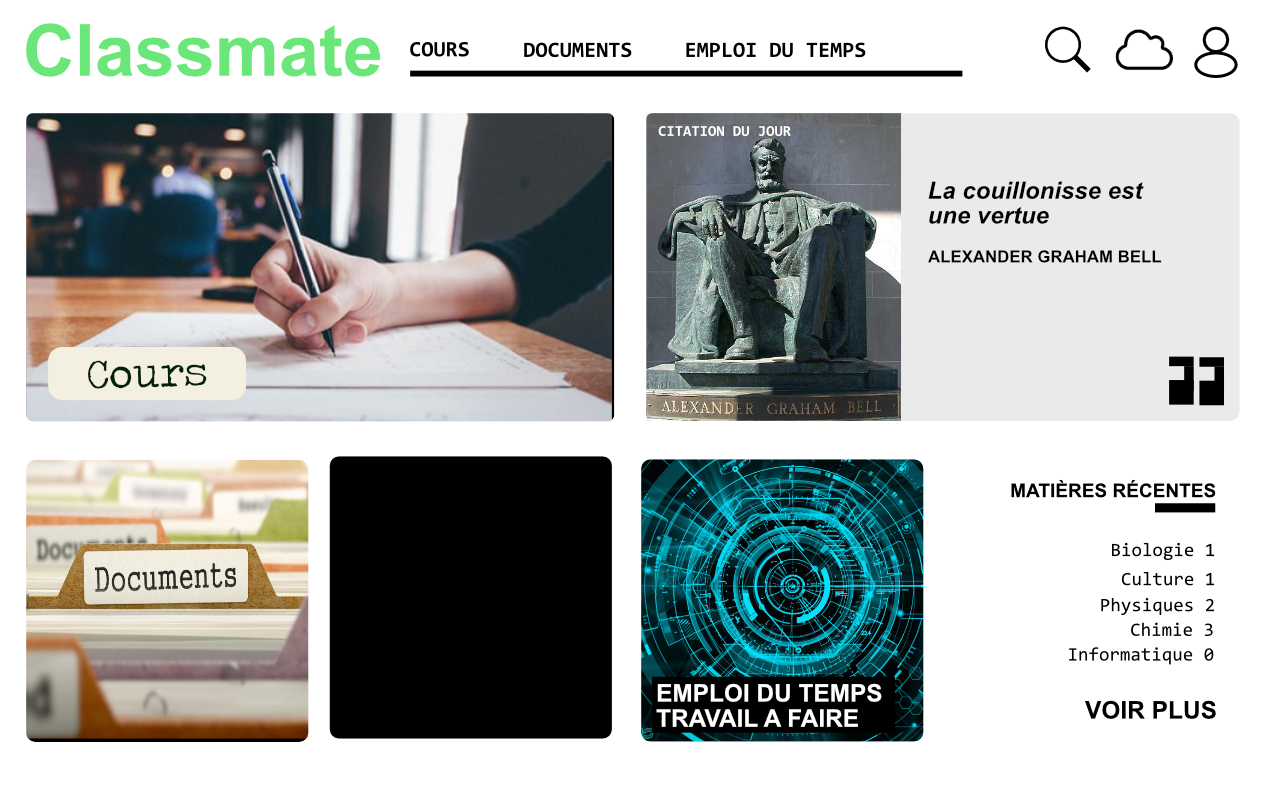 Classmate
COURS
DOCUMENTS
EMPLOI DU TEMPS
Cours
CITATION DU JOUR
ALEXANDER GRAHAM BELL
La couillonisse est
une vertue
ALEXANDER GRAHAM BELL
Documents
Documents
EMPLOI DU TEMPS
TRAVAIL A FAIRE
MATIÈRES RÉCENTES
Biologie 1
Culture 1
Physiques 2
Chimie 3
Informatique 0
VOIR PLUS